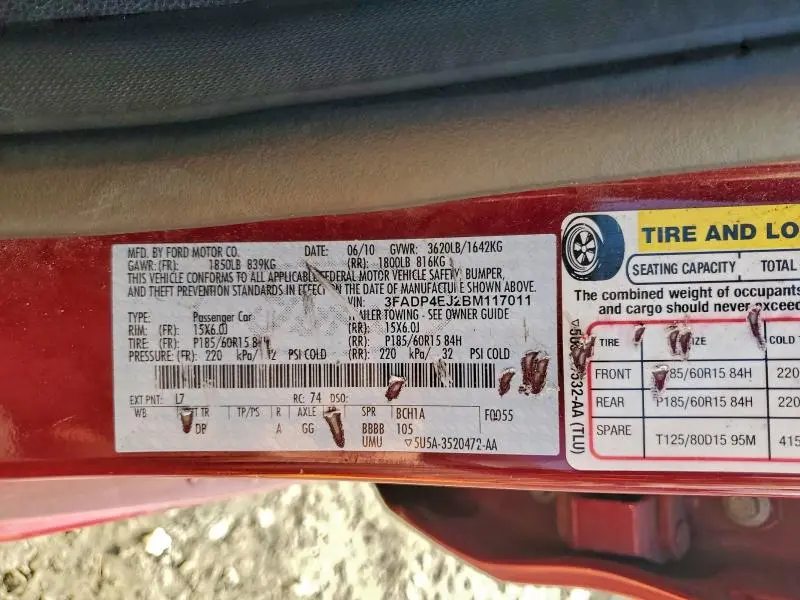 MFD. BY FORD MOTOR CO. DATE: 06/10 GVWR: 3620LB/1642KG
GAWR: (FR): 1850LB 839KG (RR): 1800LB 816KG
THIS VEHICLE CONFORMS TO ALL APPLICABLE FEDERAL MOTOR VEHICLE SAFETY, BUMPER,
AND THEFT PREVENTION STANDARDS IN EFFECT ON THE DATE OF MANUFACTURE SHOWN ABOVE.
VIN: 3FADP4EJ2BM117011
TYPE: Passenger Car TRAILER TOWING - SEE OWNER GUIDE
RIM: (FR): 15X6.0J (RR): 15X6.0J
TIRE: (FR): P185/60R15 84H (RR): P185/60R15 84H
PRESSURE: (FR): 220 kPa/ 32 PSI COLD (RR): 220 kPa/ 32 PSI COLD
EXT PNT: L7 RC: 74 DSO:
WB TR TP/PS R AXLE SPR BCH1A F0055
DP A GG BBBB 105
UMU 5U5A-3520472-AA
TIRE AND LO
SEATING CAPACITY TOTAL
The combined weight of occupants
and cargo should never exceed
TIRE COLD T
FRONT P185/60R15 84H 220
REAR P185/60R15 84H 220
SPARE T125/80D15 95M 415
532-AA (TLU)